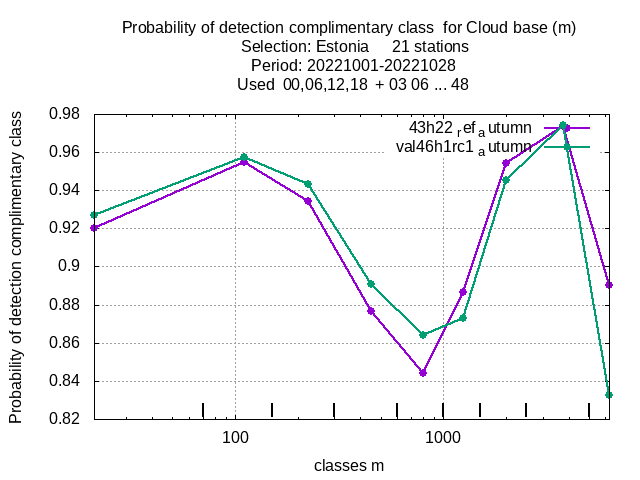 Probability of detection complimentary class  for Cloud base (m)
Selection: Estonia     21 stations
Period: 20221001-20221028
Used  00,06,12,18  + 03 06 ... 48
Probability of detection complimentary class
0.98
0.96
0.94
0.92
0.9
0.88
0.86
0.84
0.82
43h22 ref a utumn
val46h1rc1 a utumn
100
1000
classes m